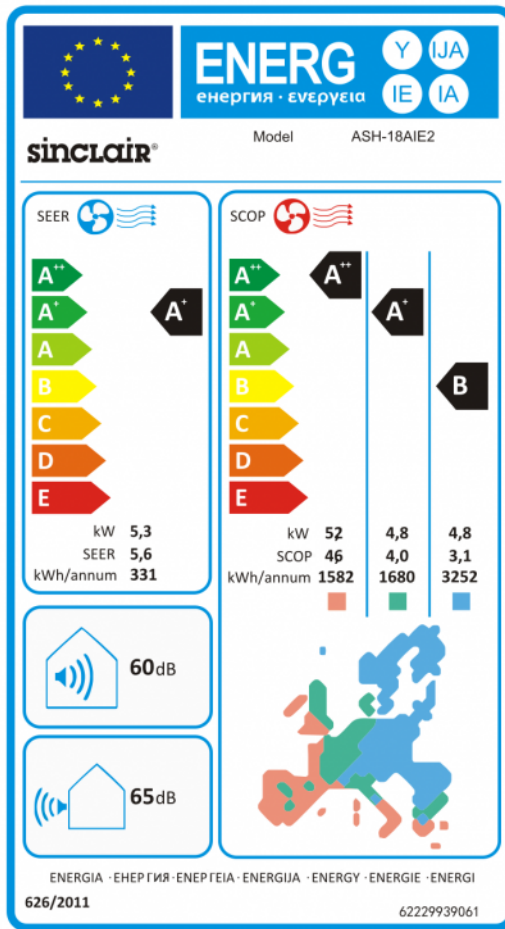 ENERG
енергия · ενεργεια
Y IJA
IE IA
sinclair®
Model ASH-18AIE2
SEER
A++
A+
A
B
C
D
E
A+
kW 5,3
SEER 5,6
kWh/annum 331
SCOP
A++
A+
A
B
C
D
E
A++
A+
B
kW 52 4,8 4,8
SCOP 46 4,0 3,1
kWh/annum 1582 1680 3252
60dB
65dB
ENERGIA · ЕНЕРГИЯ · ΕΝΕΡΓΕΙΑ · ENERGIJA · ENERGY · ENERGIE · ENERGI
626/2011
62229939061